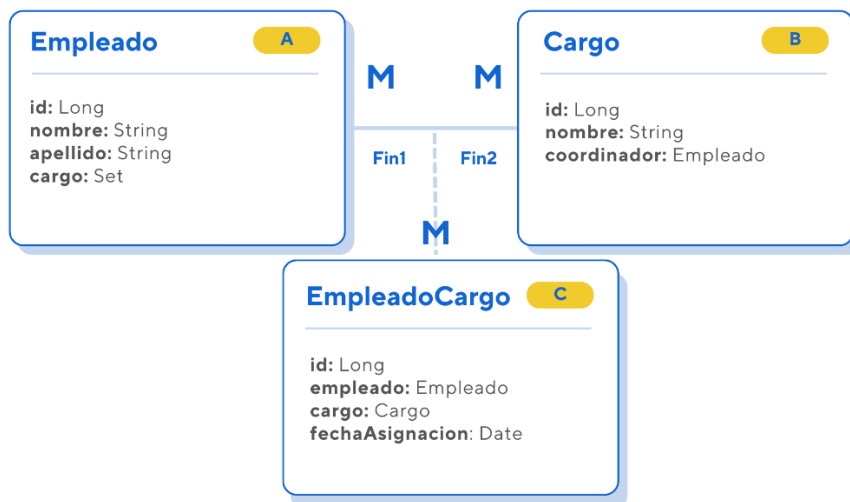 Empleado
A
id: Long
nombre: String
apellido: String
cargo: Set
M
M
Fin1
Fin2
M
Cargo
B
id: Long
nombre: String
coordinador: Empleado
EmpleadoCargo
C
id: Long
empleado: Empleado
cargo: Cargo
fechaAsignacion: Date